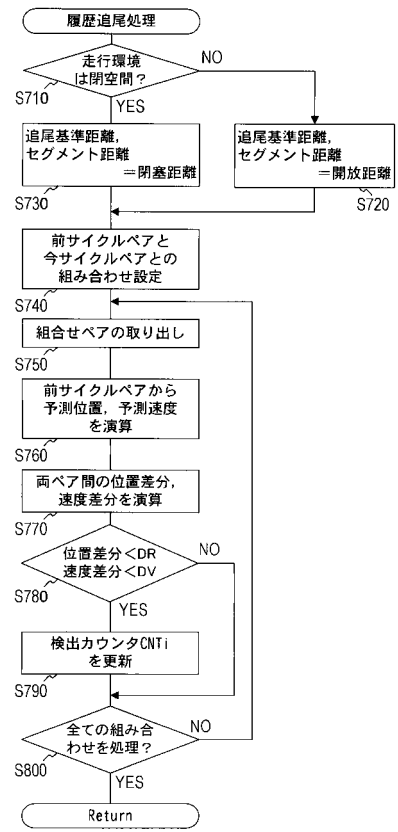 履歴追尾処理
走行環境
は閉空間？
NO
S710
YES
追尾基準距離,
セグメント距離
＝閉塞距離
S730
追尾基準距離,
セグメント距離
＝開放距離
S720
前サイクルペアと
今サイクルペアとの
組み合わせ設定
S740
組合せペアの取り出し
S750
前サイクルペアから
予測位置，予測速度
を演算
S760
両ペア間の位置差分，
速度差分を演算
S770
位置差分＜DR
速度差分＜DV
NO
S780
YES
検出カウンタCNTi
を更新
S790
全ての組み合
わせを処理？
NO
S800
YES
Return